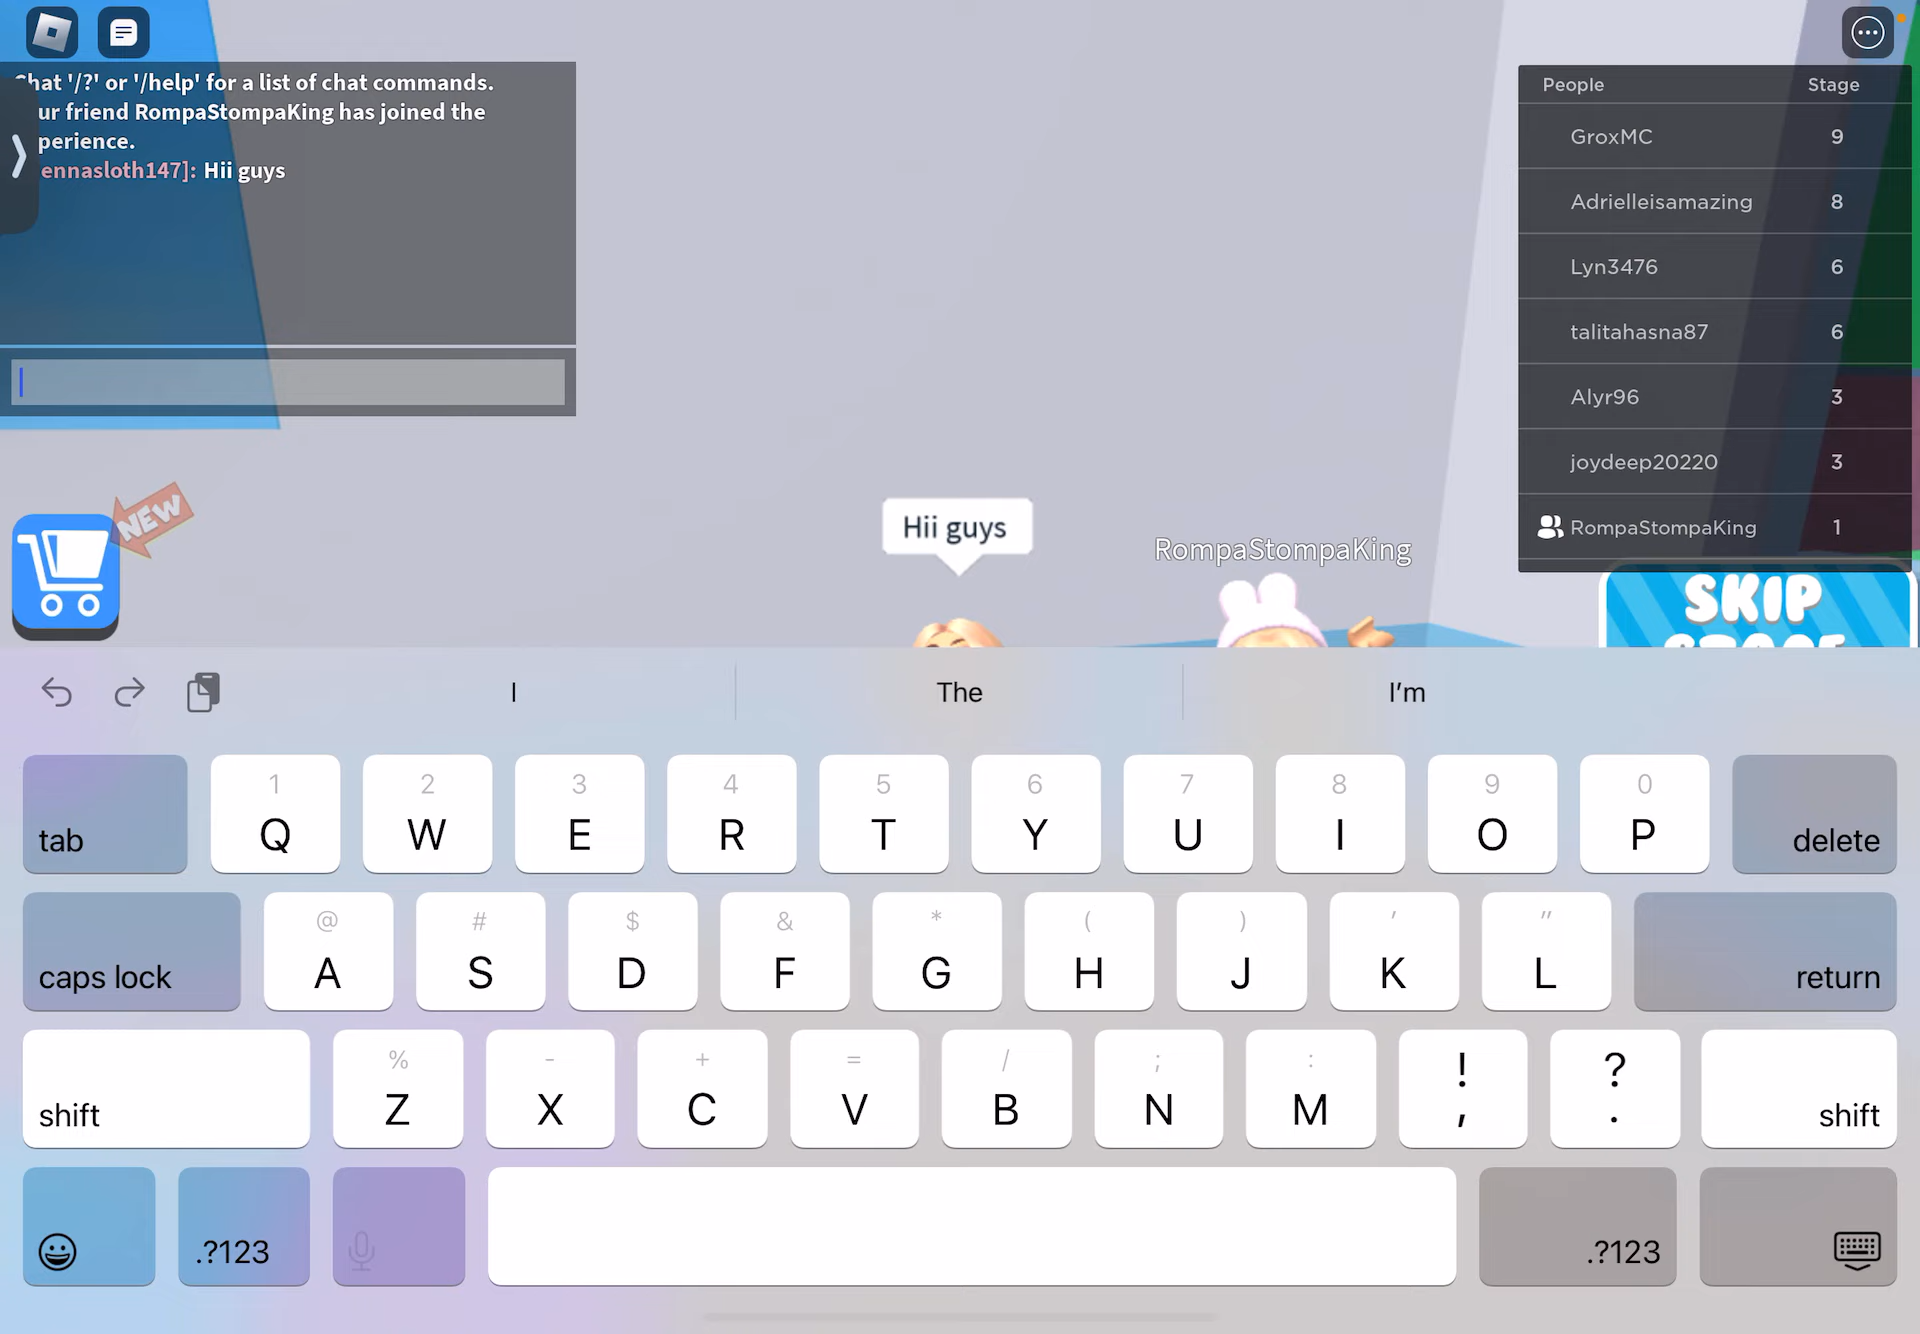 hat '/?' or '/help' for a list of chat commands.
ur friend RompaStompaKing has joined the
perience.
ennasloth147]: Hii guys
People Stage
GroxMC 9
Adrielleisamazing 8
Lyn3476 6
talitahasna87 6
Alyr96 3
joydeep20220 3
RompaStompaKing 1
NEW
Hii guys
RompaStompaKing
SKIP
STAGE
I The I'm
tab 1 Q 2 W 3 E 4 R 5 T 6 Y 7 U 8 I 9 O 0 P delete
caps lock @ A # S $ D & F * G ( H ) J ' K " L return
shift % Z - X + C = V / B ; N : M ! , ? . shift
.?123 .?123